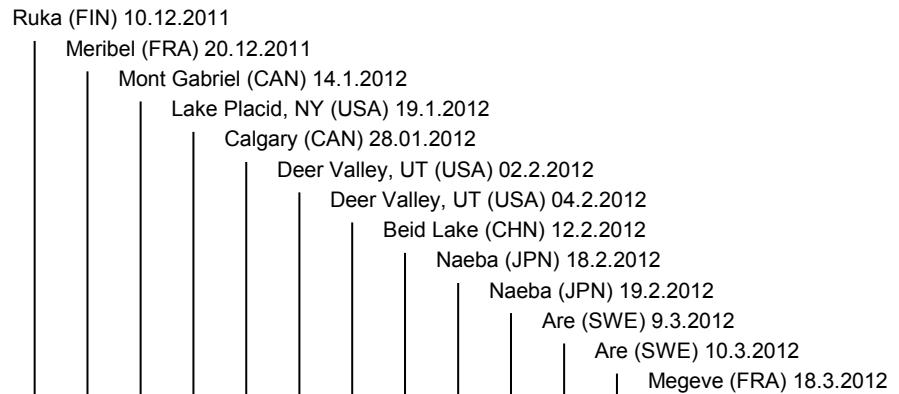 Ruka (FIN) 10.12.2011
Meribel (FRA) 20.12.2011
Mont Gabriel (CAN) 14.1.2012
Lake Placid, NY (USA) 19.1.2012
Calgary (CAN) 28.01.2012
Deer Valley, UT (USA) 02.2.2012
Deer Valley, UT (USA) 04.2.2012
Beid Lake (CHN) 12.2.2012
Naeba (JPN) 18.2.2012
Naeba (JPN) 19.2.2012
Are (SWE) 9.3.2012
Are (SWE) 10.3.2012
Megeve (FRA) 18.3.2012